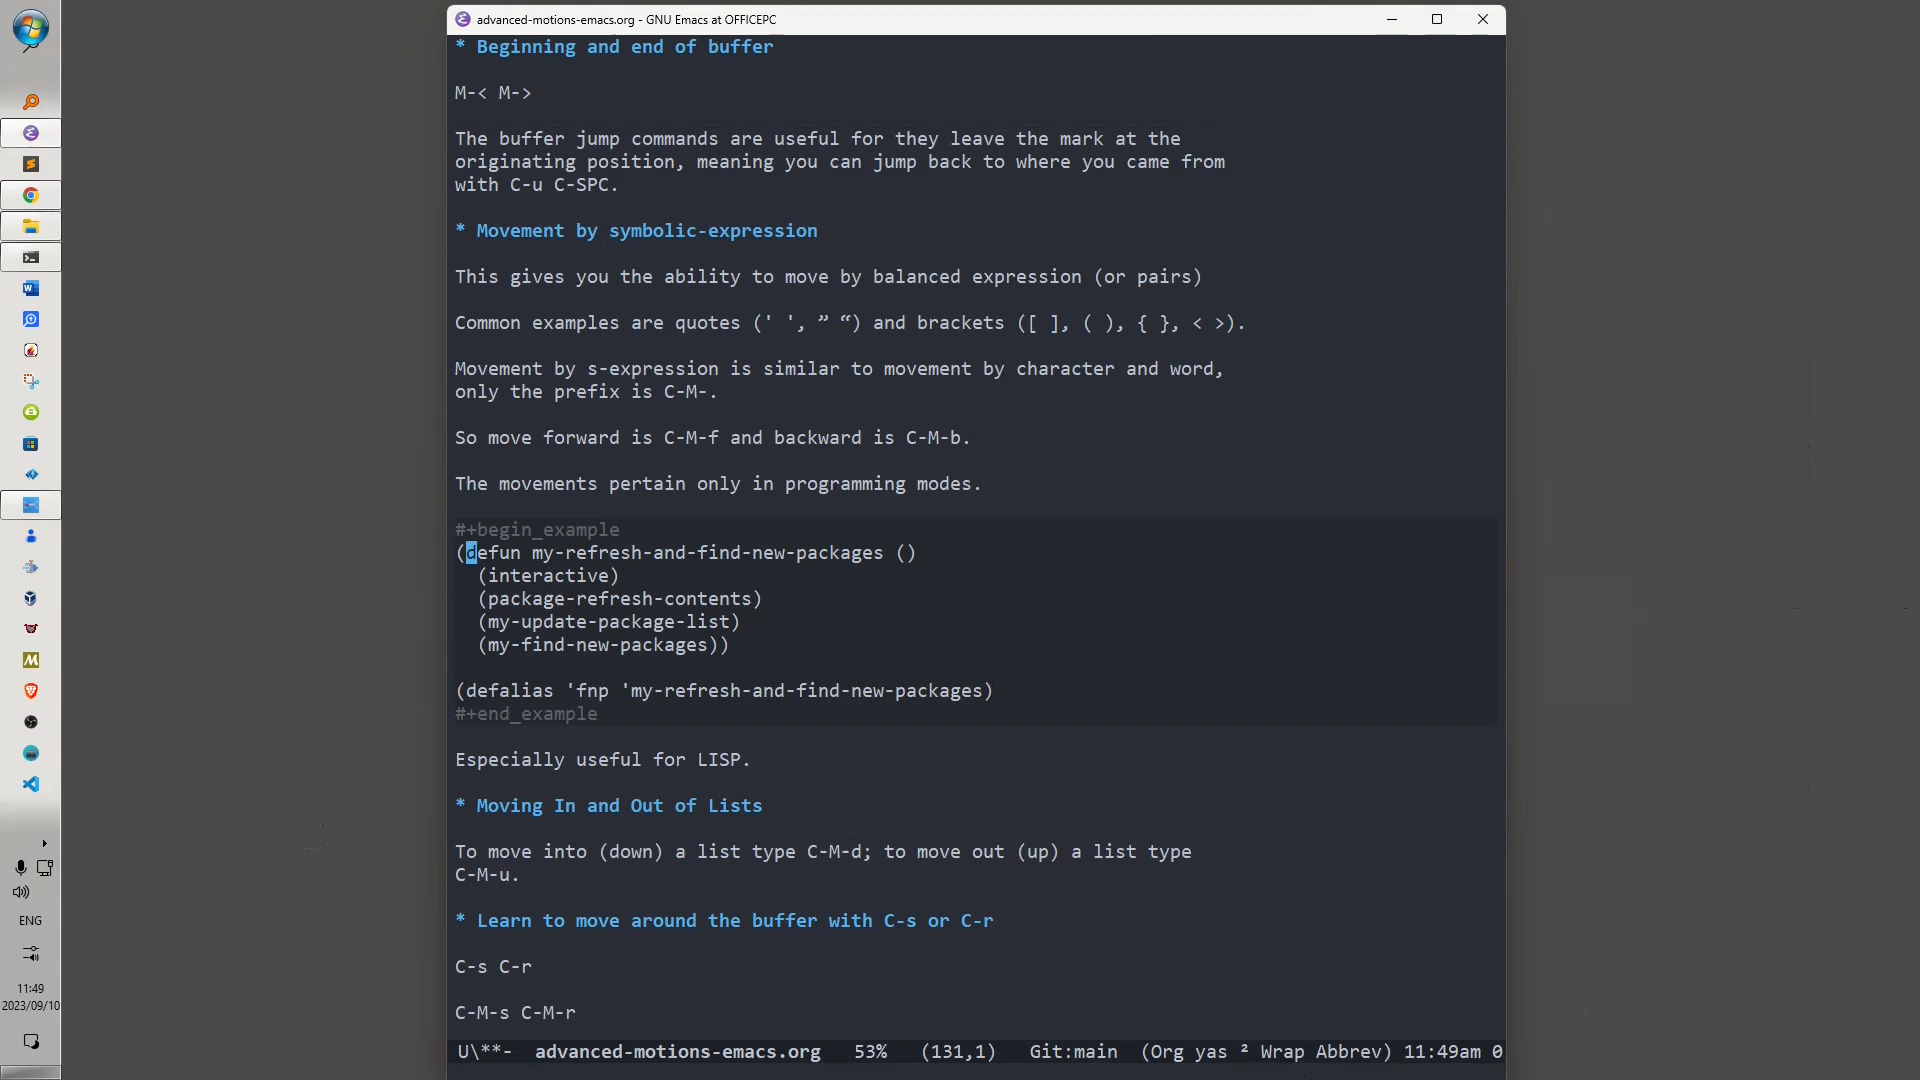 advanced-motions-emacs.org - GNU Emacs at OFFICEPC
* Beginning and end of buffer
M-< M->
The buffer jump commands are useful for they leave the mark at the
originating position, meaning you can jump back to where you came from
with C-u C-SPC.
* Movement by symbolic-expression
This gives you the ability to move by balanced expression (or pairs)
Common examples are quotes (' ', ” “) and brackets ([ ], ( ), { }, < >).
Movement by s-expression is similar to movement by character and word,
only the prefix is C-M-.
So move forward is C-M-f and backward is C-M-b.
The movements pertain only in programming modes.
#+begin_example
(defun my-refresh-and-find-new-packages ()
  (interactive)
  (package-refresh-contents)
  (my-update-package-list)
  (my-find-new-packages))
(defalias 'fnp 'my-refresh-and-find-new-packages)
#+end_example
Especially useful for LISP.
* Moving In and Out of Lists
To move into (down) a list type C-M-d; to move out (up) a list type
C-M-u.
* Learn to move around the buffer with C-s or C-r
C-s C-r
C-M-s C-M-r
U\**-  advanced-motions-emacs.org   53%   (131,1)   Git:main  (Org yas ² Wrap Abbrev) 11:49am 0
ENG
11:49
2023/09/10